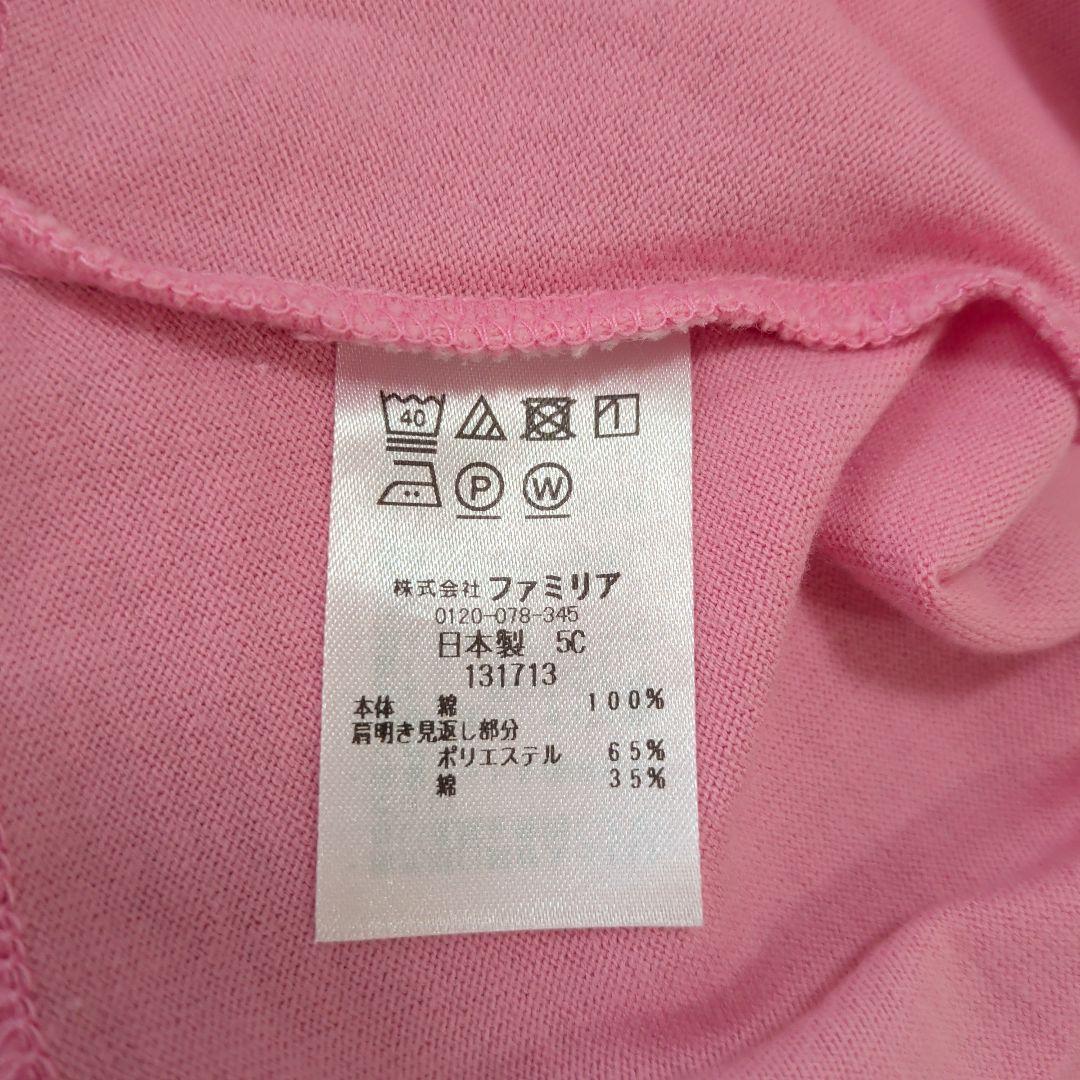 40
P W
株式会社 ファミリア
0120-078-345
日本製 5C
131713
本体 綿 100%
肩明き見返し部分
ポリエステル 65%
綿 35%